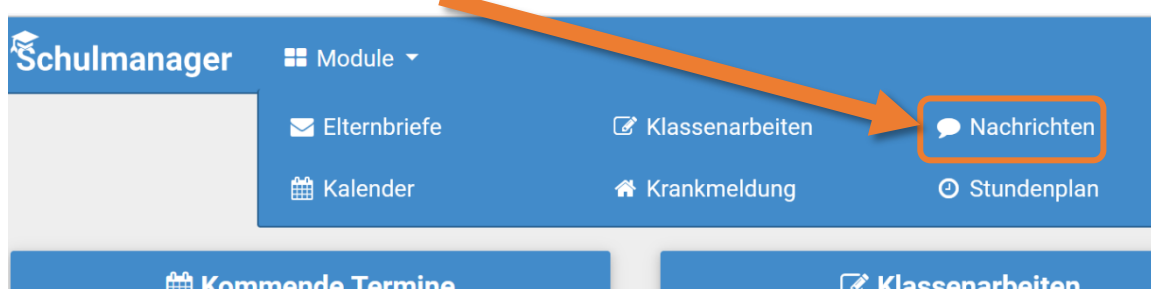 Schulmanager Module
Elternbriefe Klassenarbeiten Nachrichten
Kalender Krankmeldung Stundenplan
Kommende Termine Klassenarbeiten